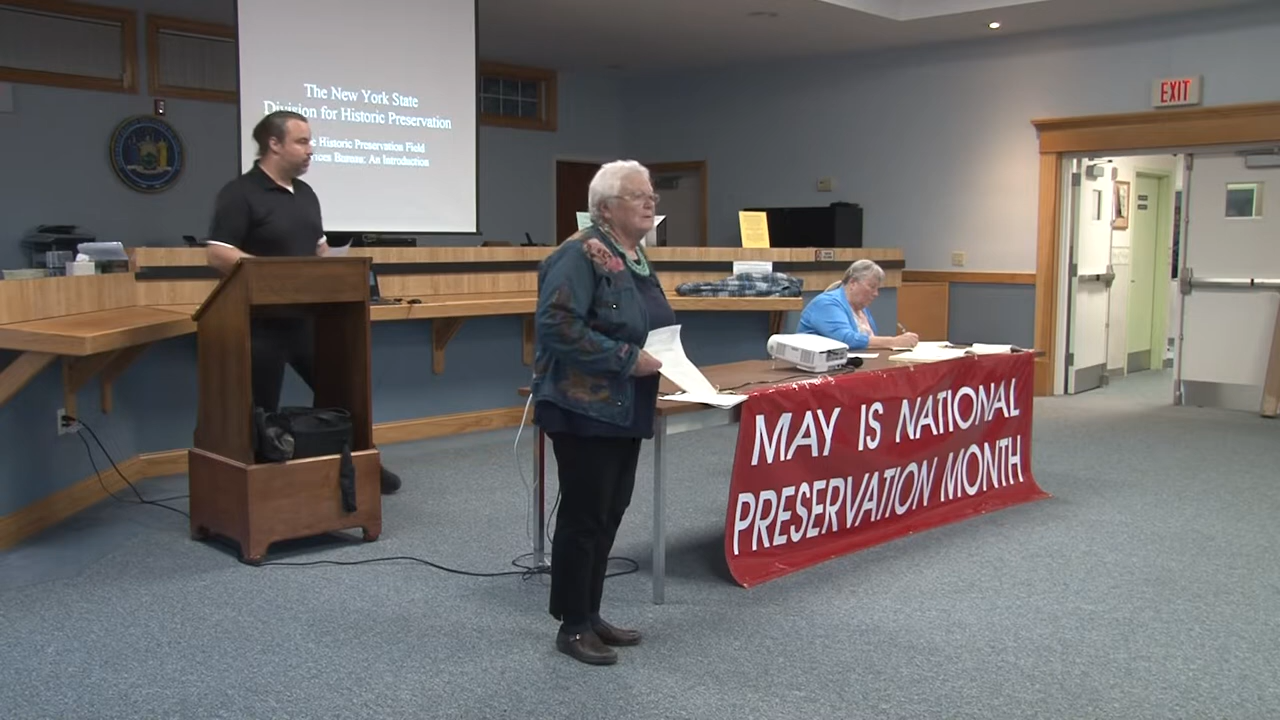 The New York State
Division for Historic Preservation
Historic Preservation Field
Bureau: An Introduction
EXIT
MAY IS NATIONAL
PRESERVATION MONTH